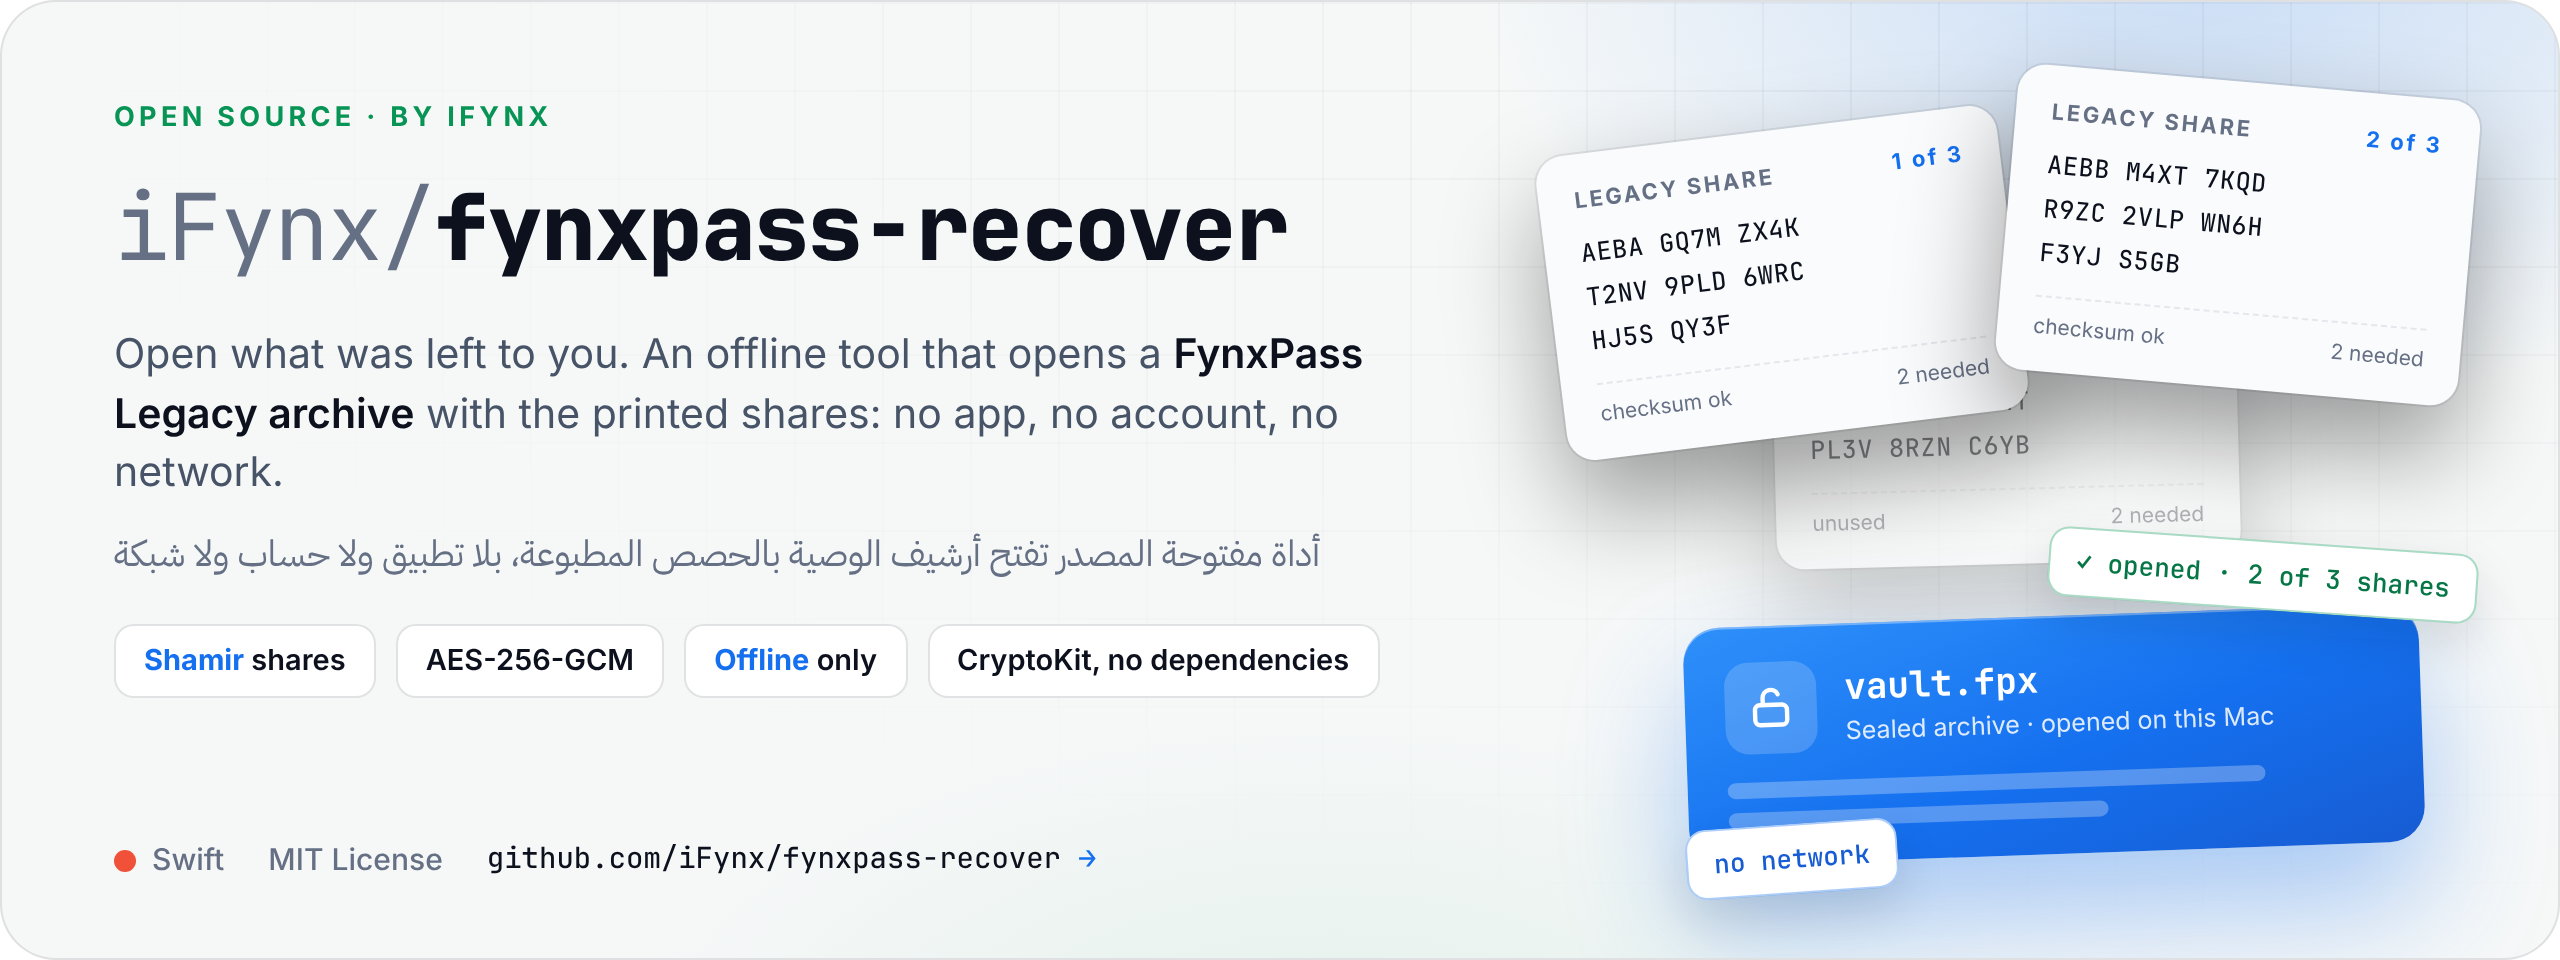 OPEN SOURCE · BY IFYNX
iFynx/fynxpass-recover
Open what was left to you. An offline tool that opens a FynxPass
Legacy archive with the printed shares: no app, no account, no
network.
أداة مفتوحة المصدر تفتح أرشيف الوصية بالحصص المطبوعة، بلا تطبيق ولا حساب ولا شبكة
Shamir shares
AES-256-GCM
Offline only
CryptoKit, no dependencies
Swift
MIT License
github.com/iFynx/fynxpass-recover →
LEGACY SHARE
1 of 3
AEBA GQ7M ZX4K
T2NV 9PLD 6WRC
HJ5S QY3F
checksum ok
2 needed
LEGACY SHARE
2 of 3
AEBB M4XT 7KQD
R9ZC 2VLP WN6H
F3YJ S5GB
checksum ok
2 needed
PL3V 8RZN C6YB
unused
2 needed
✓ opened · 2 of 3 shares
vault.fpx
Sealed archive · opened on this Mac
no network